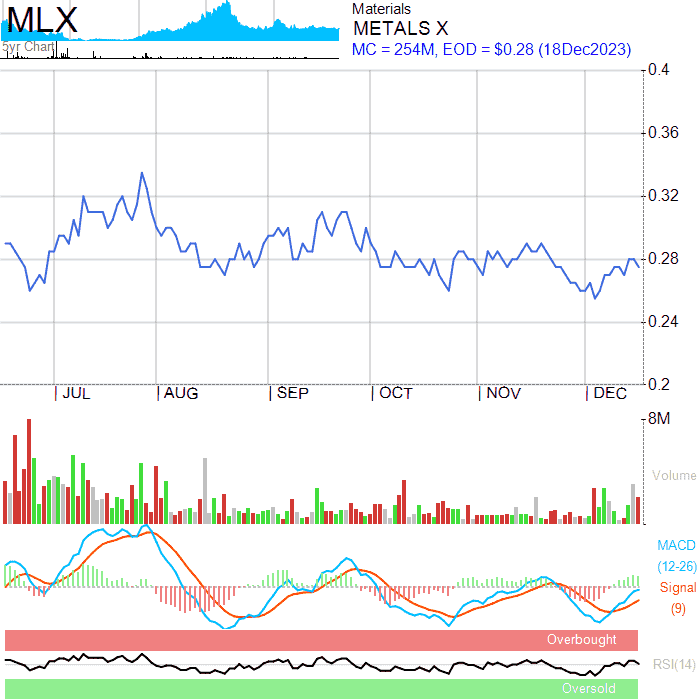 MLX
5yr Chart
Materials
METALS X
MC = 254M, EOD = $0.28 (18Dec2023)
0.4
0.36
0.32
0.28
0.24
0.2
JUL AUG SEP OCT NOV DEC
8M
Volume
MACD
(12-26)
Signal
(9)
Overbought
RSI(14)
Oversold